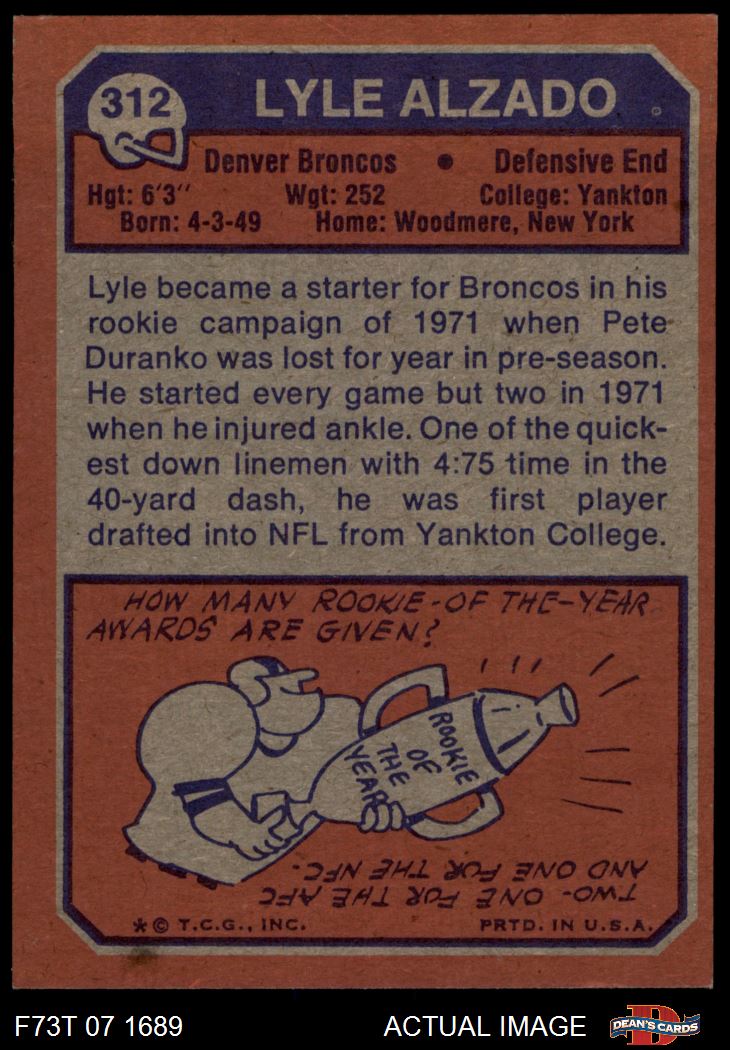 312
LYLE ALZADO
Denver Broncos • Defensive End
Hgt: 6'3" Wgt: 252 College: Yankton
Born: 4-3-49 Home: Woodmere, New York
Lyle became a starter for Broncos in his
rookie campaign of 1971 when Pete
Duranko was lost for year in pre-season.
He started every game but two in 1971
when he injured ankle. One of the quick-
est down linemen with 4:75 time in the
40-yard dash, he was first player
drafted into NFL from Yankton College.
HOW MANY ROOKIE-OF THE-YEAR
AWARDS ARE GIVEN?
ROOKIE
OF
THE
YEAR
TWO- ONE FOR THE AFC
AND ONE FOR THE NFC.
* © T.C.G., INC. PRTD. IN U.S.A.
F73T 07 1689 ACTUAL IMAGE
D
DEAN'S CARDS